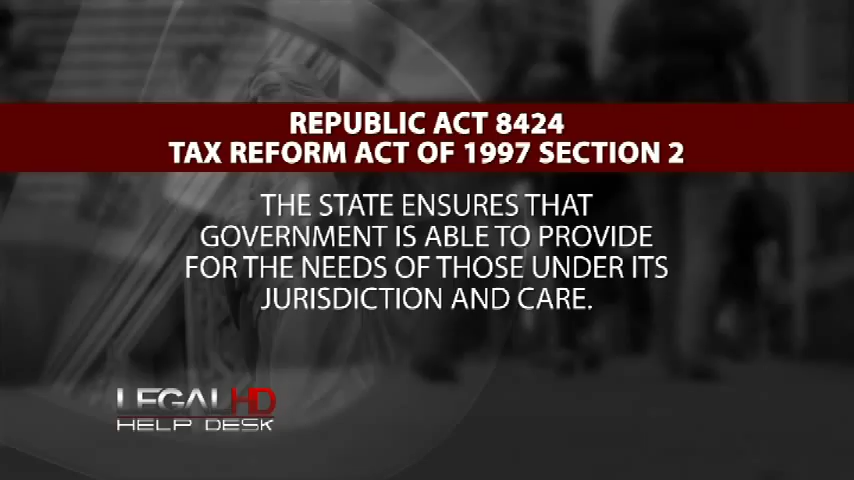 REPUBLIC ACT 8424
TAX REFORM ACT OF 1997 SECTION 2
THE STATE ENSURES THAT
GOVERNMENT IS ABLE TO PROVIDE
FOR THE NEEDS OF THOSE UNDER ITS
JURISDICTION AND CARE.
LEGALHD
HELP DESK